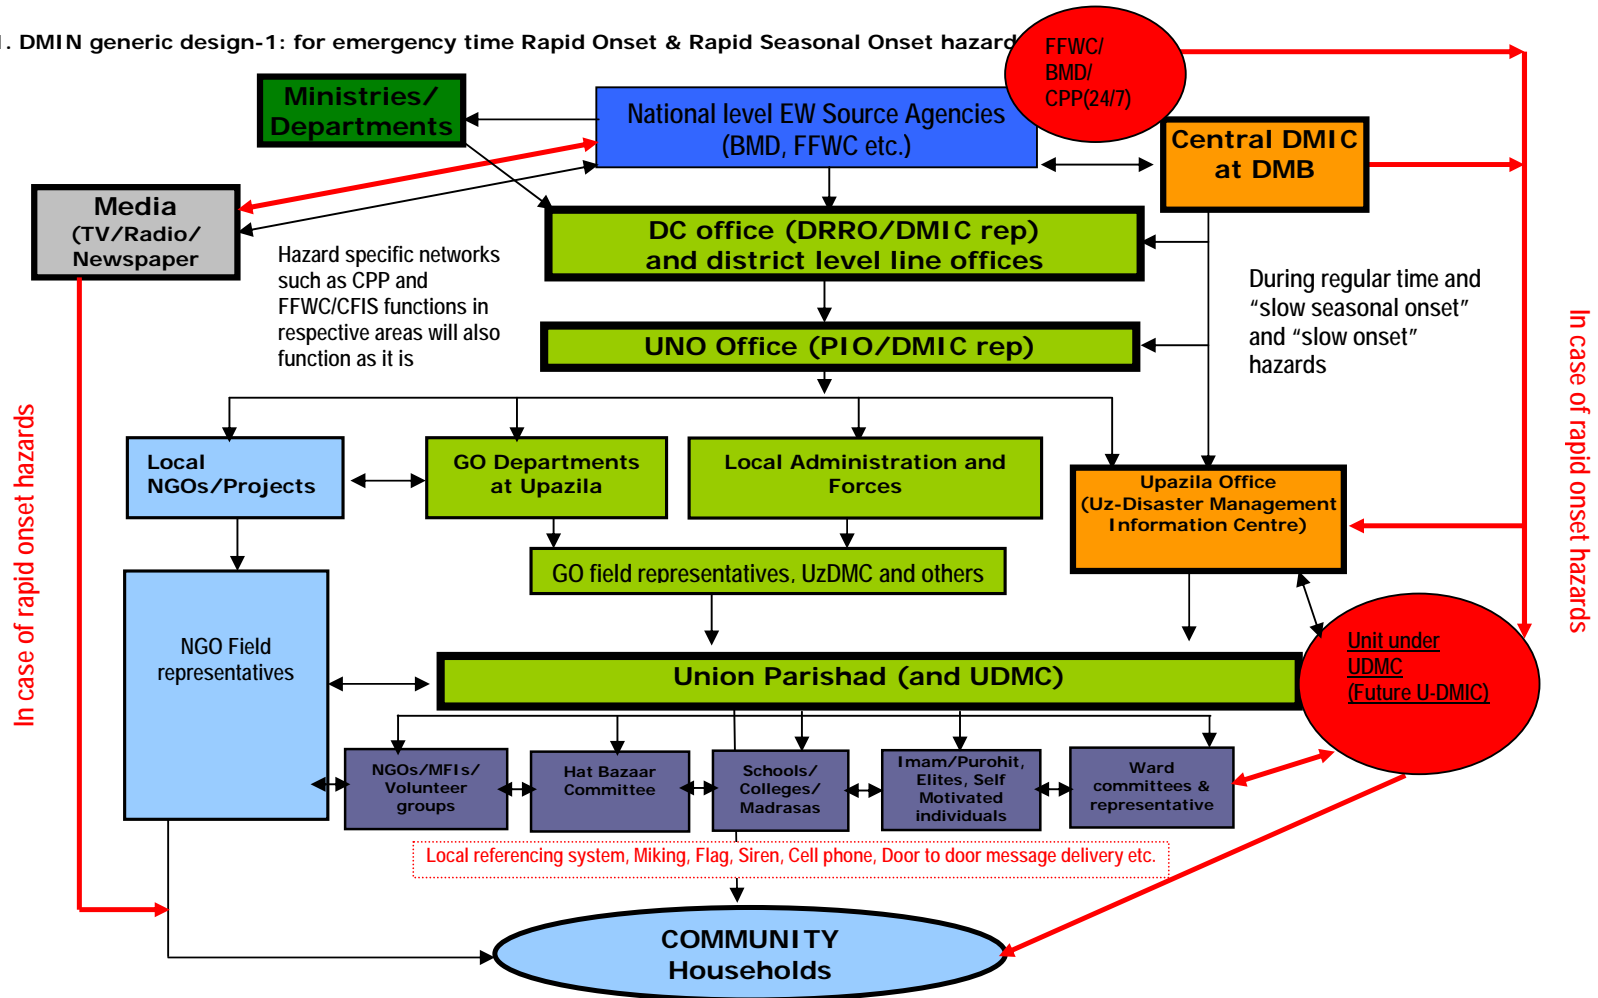 1. DMIN generic design-1: for emergency time Rapid Onset & Rapid Seasonal Onset hazard
FFWC/
BMD/
CPP(24/7)
Ministries/
Departments
National level EW Source Agencies
(BMD, FFWC etc.)
Central DMIC
at DMB
Media
(TV/Radio/
Newspaper
DC office (DRRO/DMIC rep)
and district level line offices
Hazard specific networks
such as CPP and
FFWC/CFIS functions in
respective areas will also
function as it is
During regular time and
“slow seasonal onset”
and “slow onset”
hazards
UNO Office (PIO/DMIC rep)
In case of rapid onset hazards
In case of rapid onset hazards
Local
NGOs/Projects
GO Departments
at Upazila
Local Administration and
Forces
Upazila Office
(Uz-Disaster Management
Information Centre)
GO field representatives, UzDMC and others
NGO Field
representatives
Union Parishad (and UDMC)
Unit under
UDMC
(Future U-DMIC)
NGOs/MFIs/
Volunteer
groups
Hat Bazaar
Committee
Schools/
Colleges/
Madrasas
Imam/Purohit,
Elites, Self
Motivated
individuals
Ward
committees &
representative
Local referencing system, Miking, Flag, Siren, Cell phone, Door to door message delivery etc.
COMMUNITY
Households